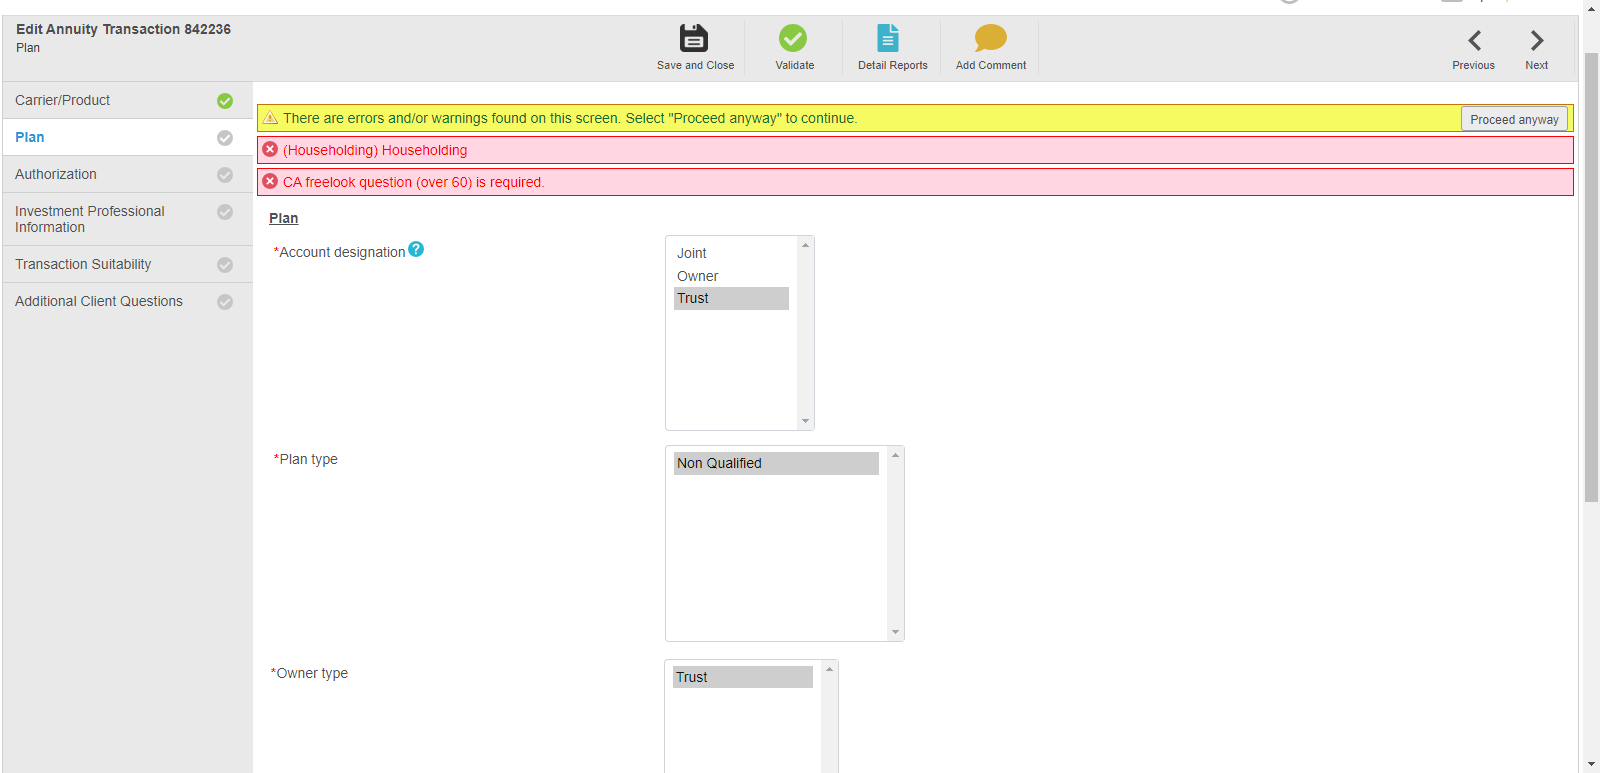 Edit Annuity Transaction 842236
Plan
Save and Close
Validate
Detail Reports
Add Comment
Previous
Next
Carrier/Product
Plan
Authorization
Investment Professional
Information
Transaction Suitability
Additional Client Questions
There are errors and/or warnings found on this screen. Select "Proceed anyway" to continue.
Proceed anyway
(Householding) Householding
CA freelook question (over 60) is required.
Plan
*Account designation ?
Joint
Owner
Trust
*Plan type
Non Qualified
*Owner type
Trust